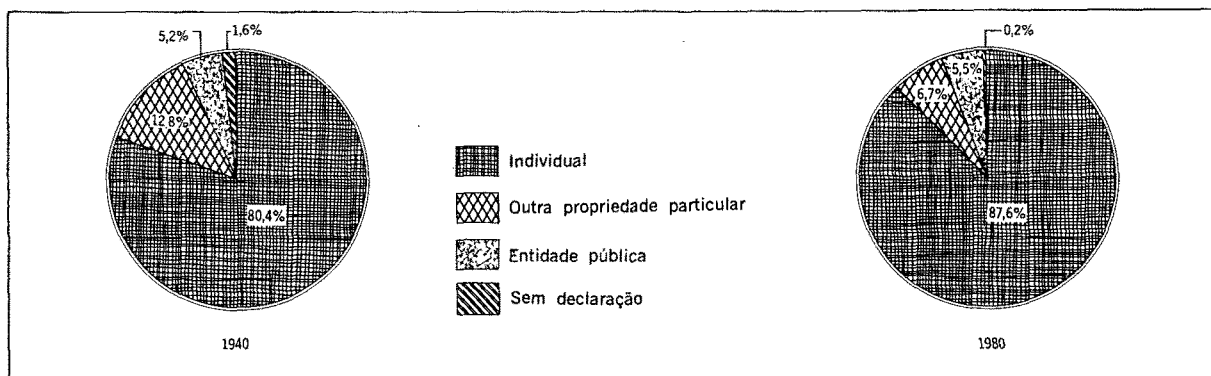 5,2%
1,6%
12,8%
80,4%
1940
Individual
Outra propriedade particular
Entidade pública
Sem declaração
0,2%
5,5%
6,7%
87,6%
1980